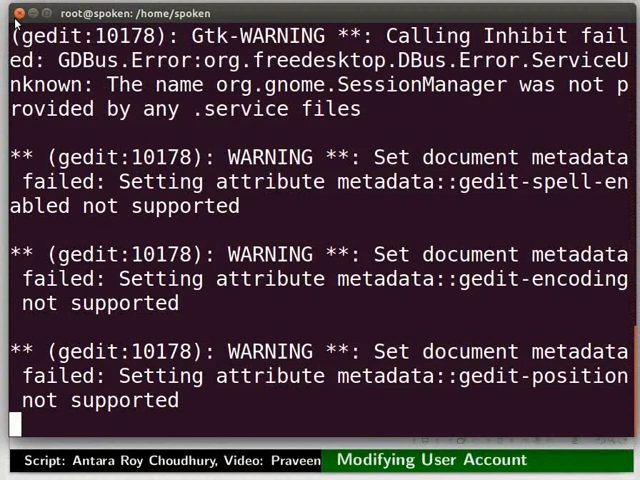 root@spoken: /home/spoken
(gedit:10178): Gtk-WARNING **: Calling Inhibit fail
ed: GDBus.Error:org.freedesktop.DBus.Error.ServiceU
nknown: The name org.gnome.SessionManager was not p
rovided by any .service files
** (gedit:10178): WARNING **: Set document metadata
failed: Setting attribute metadata::gedit-spell-en
abled not supported
** (gedit:10178): WARNING **: Set document metadata
failed: Setting attribute metadata::gedit-encoding
not supported
** (gedit:10178): WARNING **: Set document metadata
failed: Setting attribute metadata::gedit-position
not supported
Script: Antara Roy Choudhury, Video: Praveen
Modifying User Account